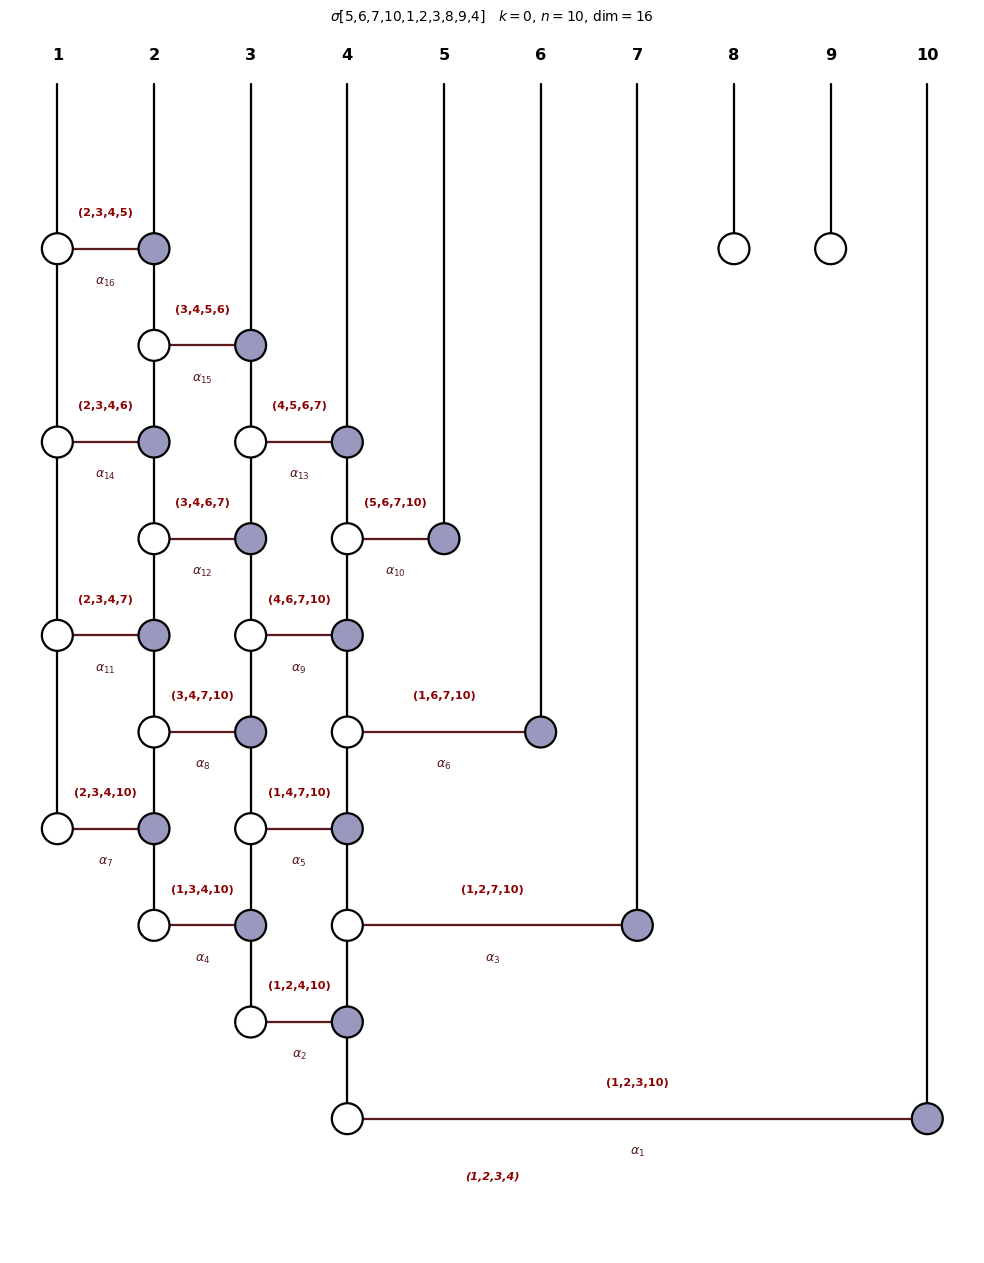 σ[5,6,7,10,1,2,3,8,9,4]   k=0, n=10, dim=16
1 2 3 4 5 6 7 8 9 10
(2,3,4,5)
α₁₆
(3,4,5,6)
α₁₅
(2,3,4,6) (4,5,6,7)
α₁₄ α₁₃
(3,4,6,7) (5,6,7,10)
α₁₂ α₁₀
(2,3,4,7) (4,6,7,10)
α₁₁ α₉
(3,4,7,10) (1,6,7,10)
α₈ α₆
(2,3,4,10) (1,4,7,10)
α₇ α₅
(1,3,4,10) (1,2,7,10)
α₄ α₃
(1,2,4,10)
α₂
(1,2,3,10)
α₁
(1,2,3,4)